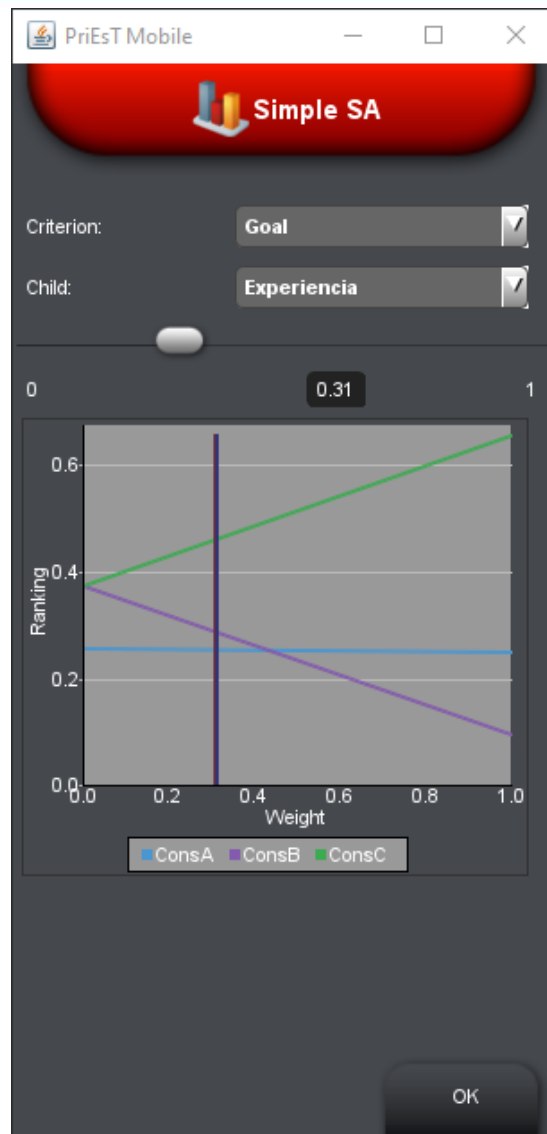 PriEsT Mobile
Simple SA
Criterion: Goal
Child: Experiencia
0 0.31 1
0.6
0.4
0.2
0.0
Ranking
0.0 0.2 0.4 0.6 0.8 1.0
Weight
ConsA ConsB ConsC
OK